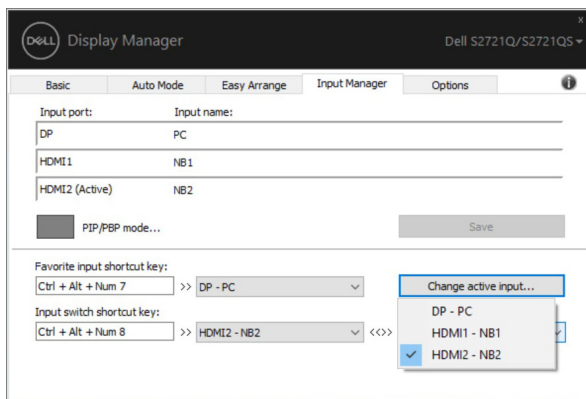 x
DELL Display Manager Dell S2721Q/S2721QS
Basic Auto Mode Easy Arrange Input Manager Options i
Input port: Input name:
DP PC
HDMI1 NB1
HDMI2 (Active) NB2
PIP/PBP mode... Save
Favorite input shortcut key:
Ctrl + Alt + Num 7 >> DP - PC Change active input...
Input switch shortcut key:
Ctrl + Alt + Num 8 >> HDMI2 - NB2 <<>>
DP - PC
HDMI1 - NB1
HDMI2 - NB2